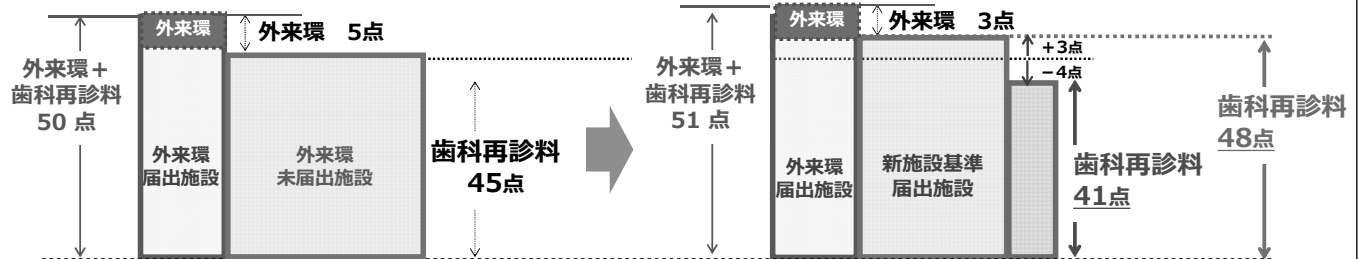 外来環
外来環 5点
外来環＋
歯科再診料
50 点
外来環
届出施設
外来環
未届出施設
歯科再診料
45点
外来環
外来環 3点
外来環＋
歯科再診料
51 点
外来環
届出施設
新施設基準
届出施設
+3点
−4点
歯科再診料
41点
歯科再診料
48点